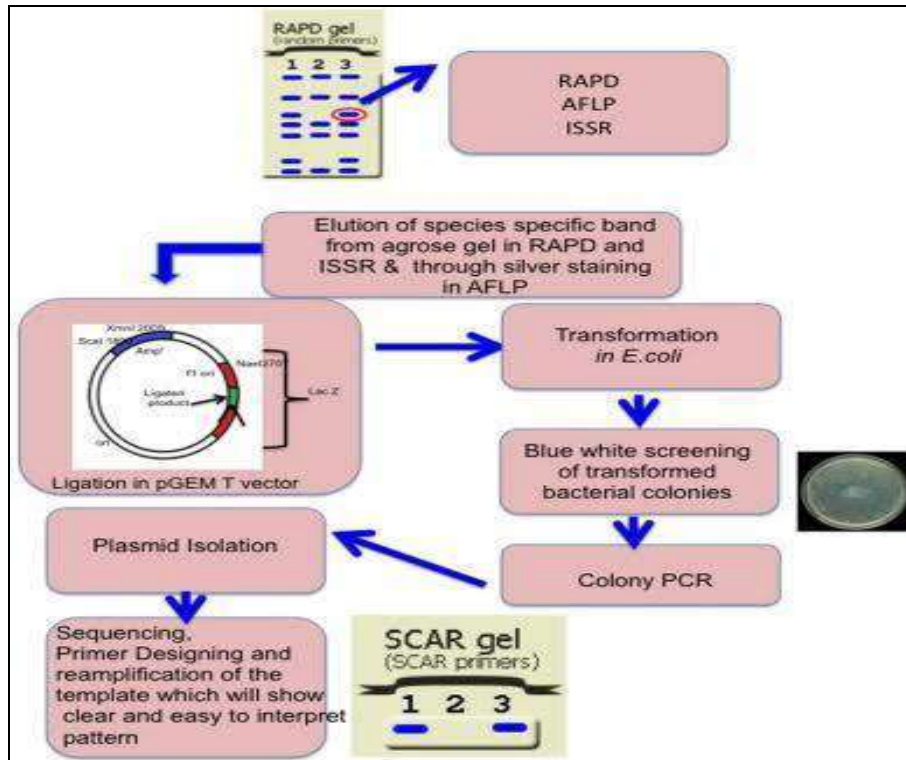 RAPD gel
(random primers)
1 2 3
RAPD
AFLP
ISSR
Elution of species specific band
from agrose gel in RAPD and
ISSR & through silver staining
in AFLP
Amp
f1 ori
Ligated
product
Lac Z
ori
Ligation in pGEM T vector
Transformation
in E.coli
Blue white screening
of transformed
bacterial colonies
Colony PCR
Plasmid Isolation
Sequencing,
Primer Designing and
reamplification of the
template which will show
clear and easy to interpret
pattern
SCAR gel
(SCAR primers)
1 2 3